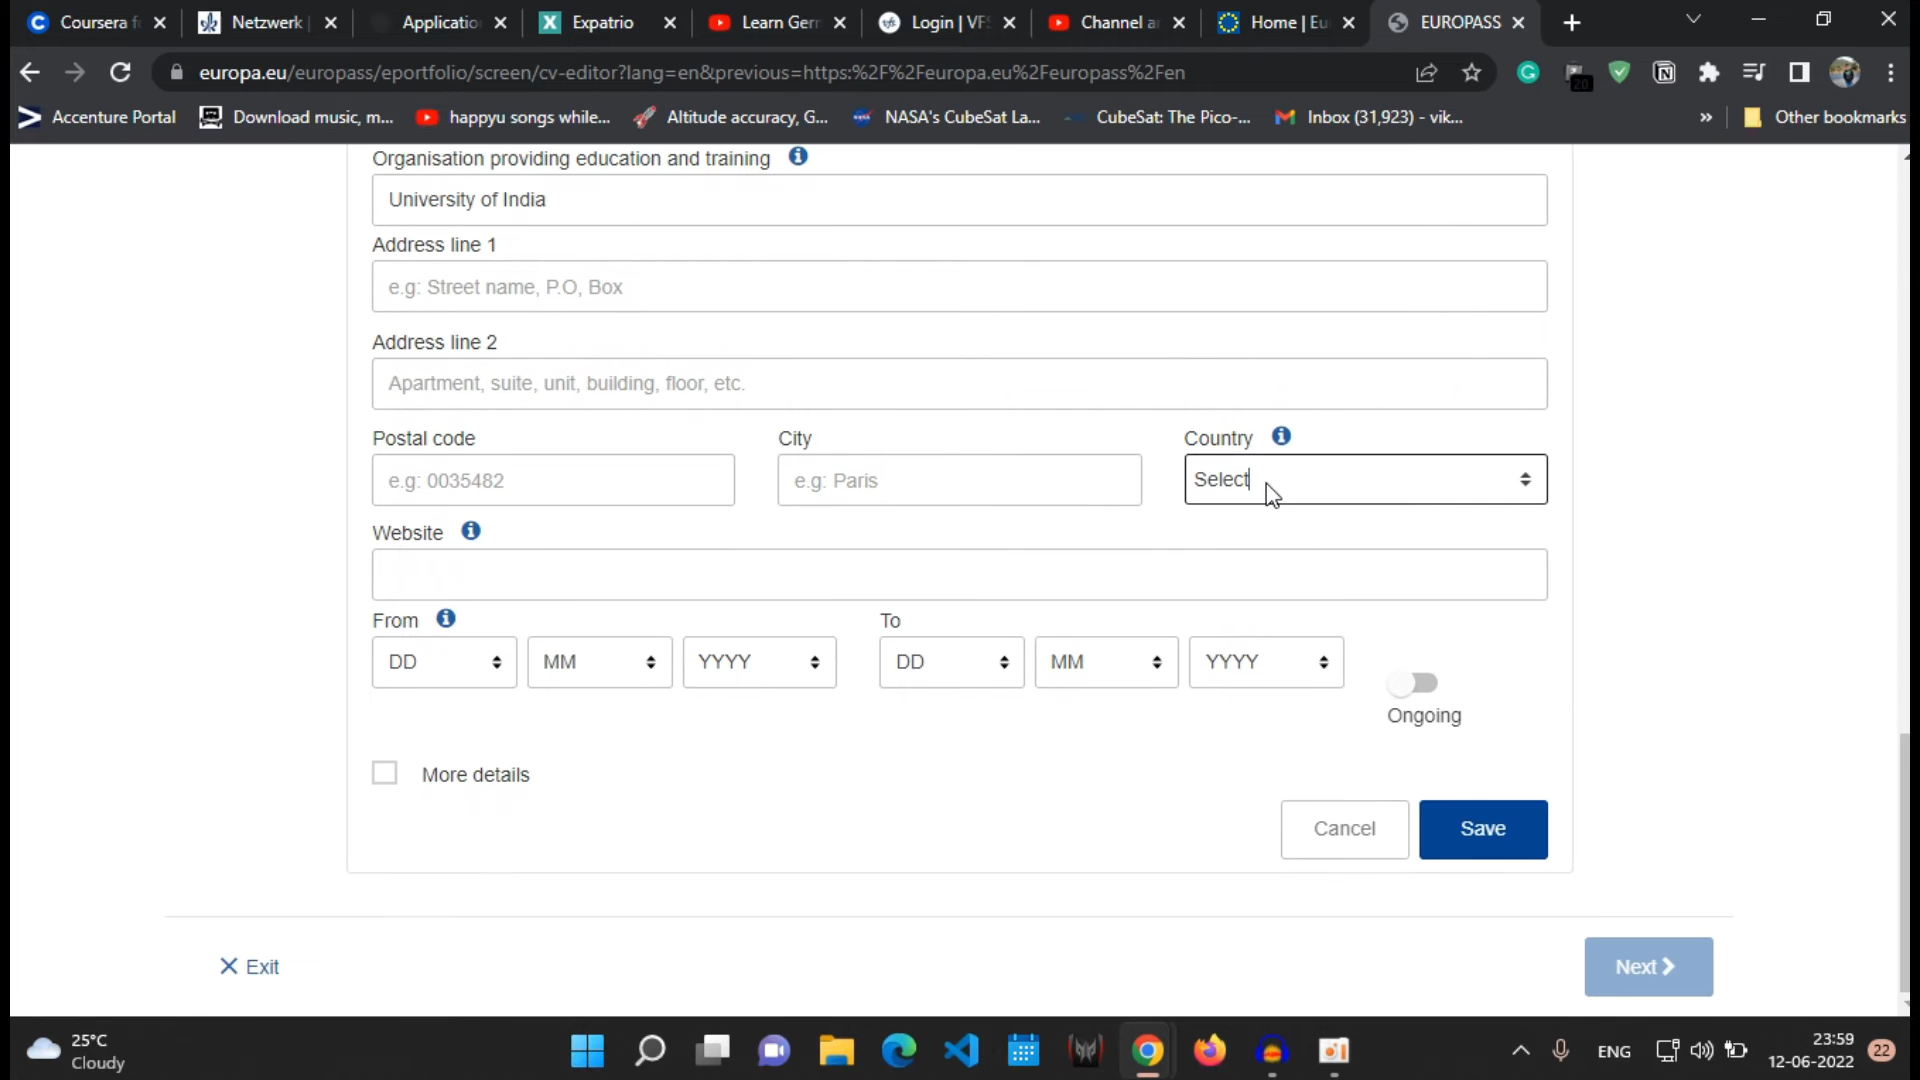 Coursera f
Netzwerk
Applicatio
Expatrio
Learn Ger
Login | VFS
Channel a
Home | Eu
EUROPASS
europa.eu/europass/eportfolio/screen/cv-editor?lang=en&previous=https:%2F%2Feuropa.eu%2Feuropass%2Fen
20
Accenture Portal
Download music, m...
happyu songs while...
Altitude accuracy, G...
NASA's CubeSat La...
CubeSat: The Pico-...
Inbox (31,923) - vik...
»
Other bookmarks
Organisation providing education and training
University of India
Address line 1
e.g: Street name, P.O, Box
Address line 2
Apartment, suite, unit, building, floor, etc.
Postal code
City
Country
e.g: 0035482
e.g: Paris
Select
Website
From
To
DD
MM
YYYY
DD
MM
YYYY
Ongoing
More details
Cancel
Save
Exit
Next
25°C
Cloudy
ENG
23:59
12-06-2022
22